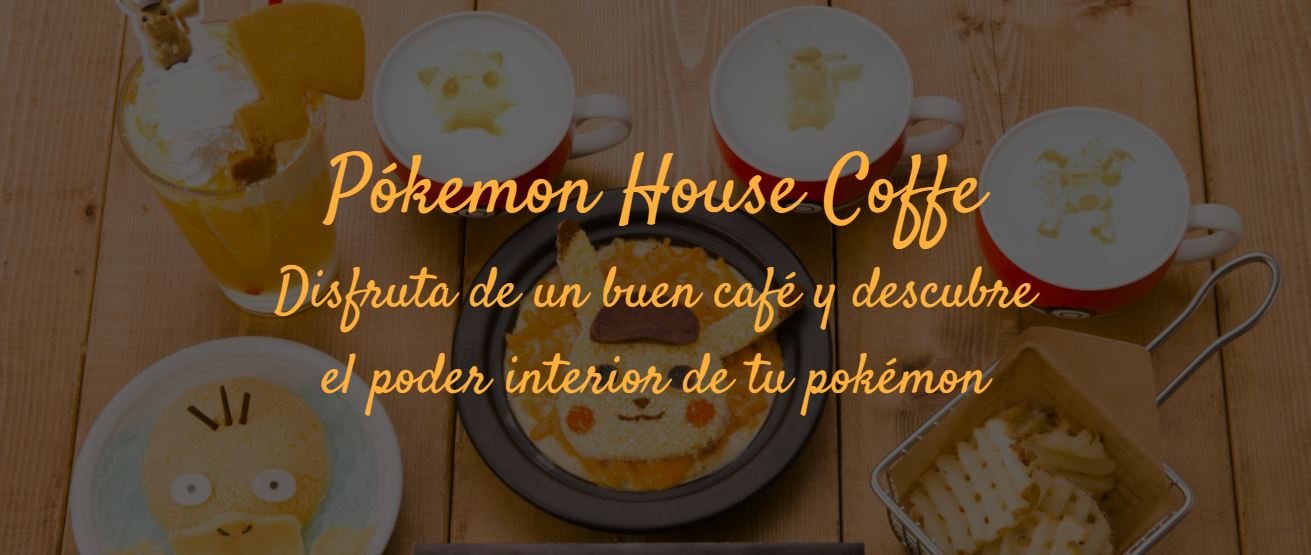 Pókemon House Coffe
Disfruta de un buen café y descubre
el poder interior de tu pokémon